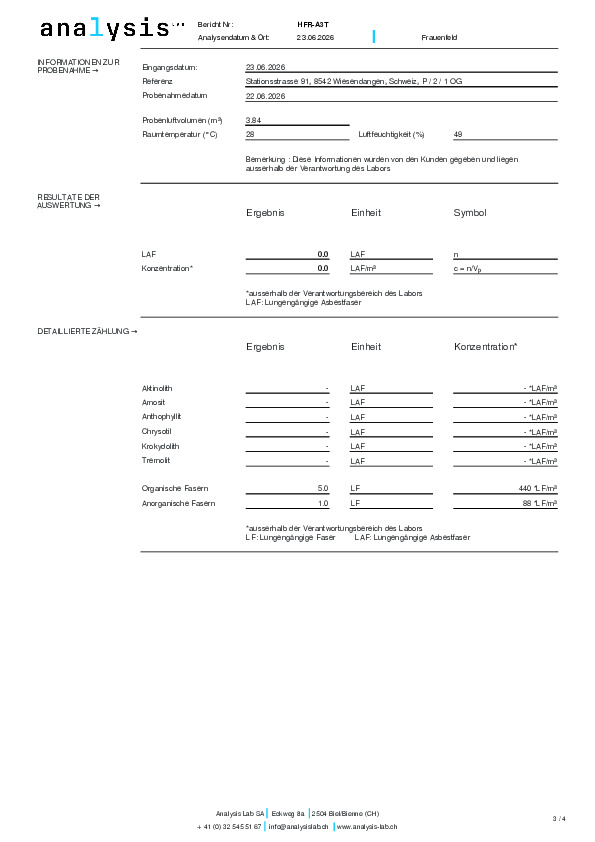 analysis
Bericht Nr: HFR-A3T
Analysendatum & Ort: 23.06.2026 Frauenfeld
INFORMATIONEN ZUR
PROBENAHME →
Eingangsdatum: 23.06.2026
Referenz Stationsstrasse 91, 8542 Wiesendangen, Schweiz, P / 2 / 1 OG
Probenahmedatum 22.06.2026
Probenluftvolumen (m³) 3.84
Raumtemperatur (°C) 28 Luftfeuchtigkeit (%) 49
Bemerkung : Diese Informationen wurden von den Kunden gegeben und liegen
ausserhalb der Verantwortung des Labors
RESULTATE DER
AUSWERTUNG →
Ergebnis Einheit Symbol
LAF 0.0 LAF n
Konzentration* 0.0 LAF/m³ c = n/Vp
*ausserhalb der Verantwortungsbereich des Labors
LAF: Lungengängige Asbestfaser
DETAILLIERTE ZÄHLUNG →
Ergebnis Einheit Konzentration*
Aktinolith - LAF - *LAF/m³
Amosit - LAF - *LAF/m³
Anthophyllit - LAF - *LAF/m³
Chrysotil - LAF - *LAF/m³
Krokydolith - LAF - *LAF/m³
Tremolit - LAF - *LAF/m³
Organische Fasern 5.0 LF 440 *LF/m³
Anorganische Fasern 1.0 LF 88 *LF/m³
*ausserhalb der Verantwortungsbereich des Labors
LF: Lungengängige Faser LAF: Lungengängige Asbestfaser
Analysis Lab SA | Eckweg 8a | 2504 Biel/Bienne (CH)
+ 41 (0) 32 545 51 67 | info@analysislab.ch | www.analysis-lab.ch
3 / 4